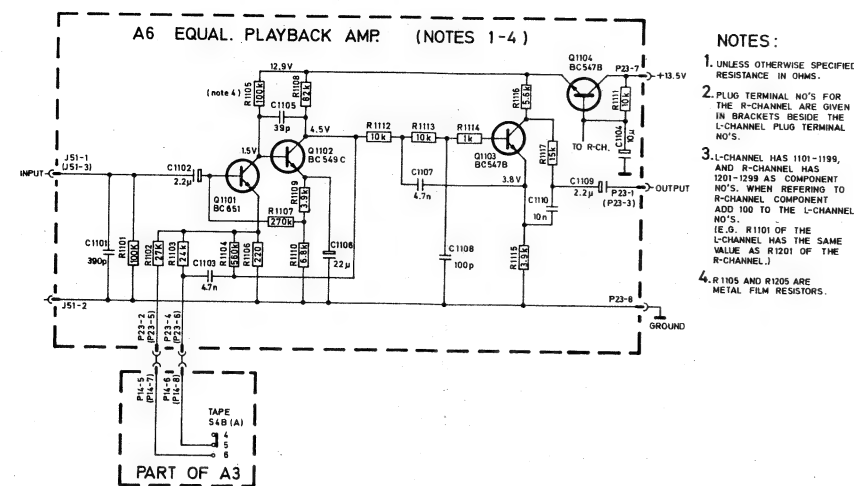 A6 EQUAL. PLAYBACK AMP. (NOTES 1-4)
NOTES:
1. UNLESS OTHERWISE SPECIFIED
RESISTANCE IN OHMS.
2. PLUG TERMINAL NO'S FOR
THE R-CHANNEL ARE GIVEN
IN BRACKETS BESIDE THE
L-CHANNEL PLUG TERMINAL
NO'S.
3. L-CHANNEL HAS 1101-1199,
AND R-CHANNEL HAS
1201-1299 AS COMPONENT
NO'S. WHEN REFERING TO
R-CHANNEL COMPONENT
ADD 100 TO THE L-CHANNEL
NO'S.
(E.G. R1101 OF THE
L-CHANNEL HAS THE SAME
VALUE AS R1201 OF THE
R-CHANNEL.)
4. R1105 AND R1205 ARE
METAL FILM RESISTORS.
Q1104
BC547B
P23-7
+13.5V
12,9V
(note 4)
R1105
100k
R1108
82k
C1105
39p
4.5V
R1112
10k
R1113
10k
R1114
1k
R1116
5.6k
R1111
10k
C1104
10µ
TO R-CH.
1.5V
Q1102
BC549C
Q1103
BC547B
R1117
15k
J51-1
(J51-3)
INPUT
C1102
2.2µ
Q1101
BC651
R1109
3.9k
C1107
4.7n
3.8V
C1109
2.2µ
P23-1
(P23-3)
OUTPUT
R1107
270k
C1110
10n
C1101
390p
R1101
100K
R1102
27K
R1103
24k
C1103
4.7n
R1104
560k
R1106
220
R1110
6.8k
C1106
22µ
C1108
100p
R1115
3.9k
J51-2
P23-8
GROUND
P23-2
(P23-5)
P23-4
(P23-6)
P14-5
(P14-7)
P14-6
(P14-8)
TAPE
S4B (A)
4
5
6
PART OF A3